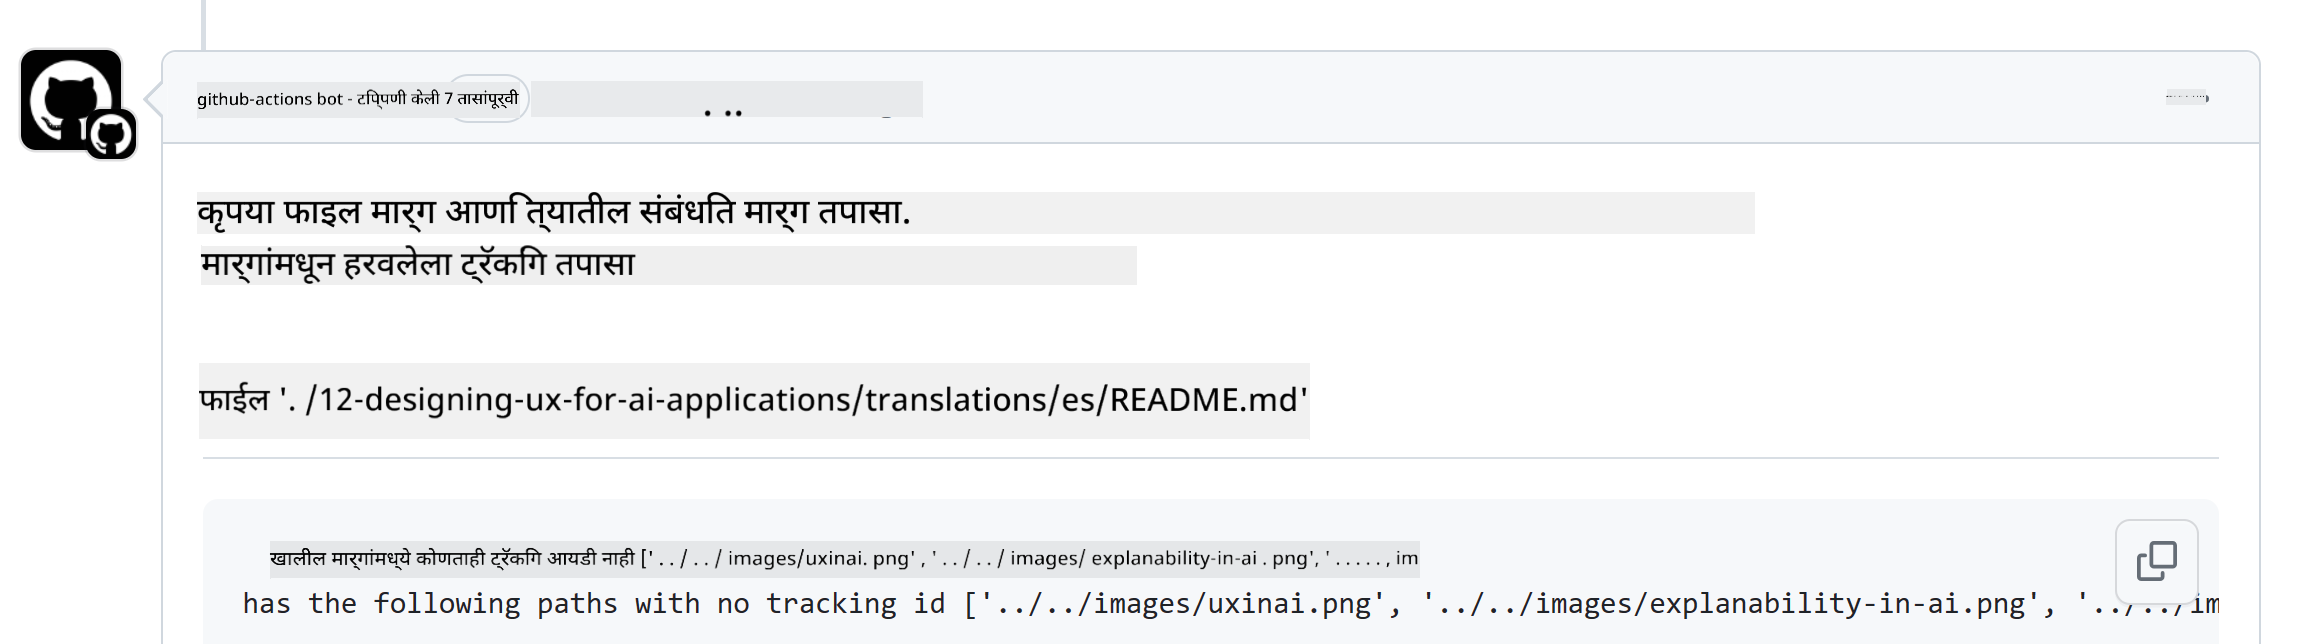 github-actions bot - टिप्पणी केली 7 तासांपूर्वी
कृपया फाइल मार्ग आणि त्यातील संबंधित मार्ग तपासा.
मार्गांमधून हरवलेला ट्रॅकिंग तपासा
फाईल '. /12-designing-ux-for-ai-applications/translations/es/README.md'
खालील मार्गांमध्ये कोणताही ट्रॅकिंग आयडी नाही [' . . / . . / images/uxinai. png' , ' . . / . . / images/ explanability-in-ai . png', ' . . . . . , im
has the following paths with no tracking id ['../../images/uxinai.png', '../../images/explanability-in-ai.png', '../../im